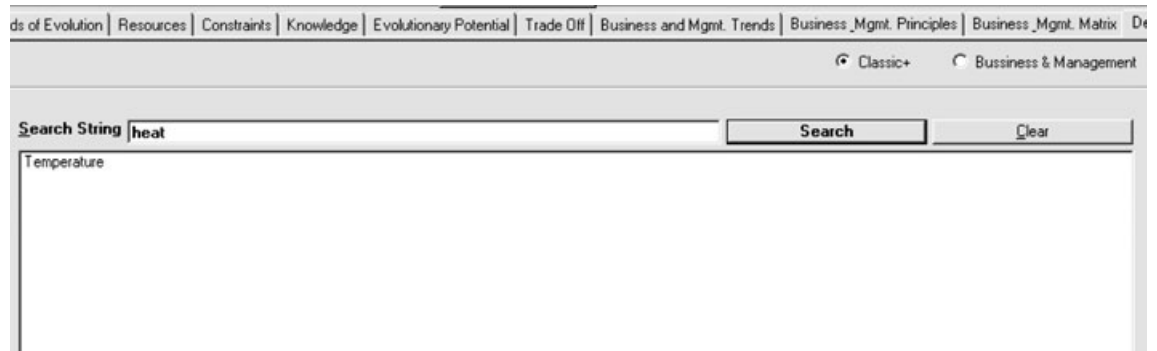 ds of Evolution Resources Constraints Knowledge Evolutionary Potential Trade Off Business and Mgmt. Trends Business_Mgmt. Principles Business_Mgmt. Matrix De
Classic+ Bussiness & Management
Search String heat Search Clear
Temperature